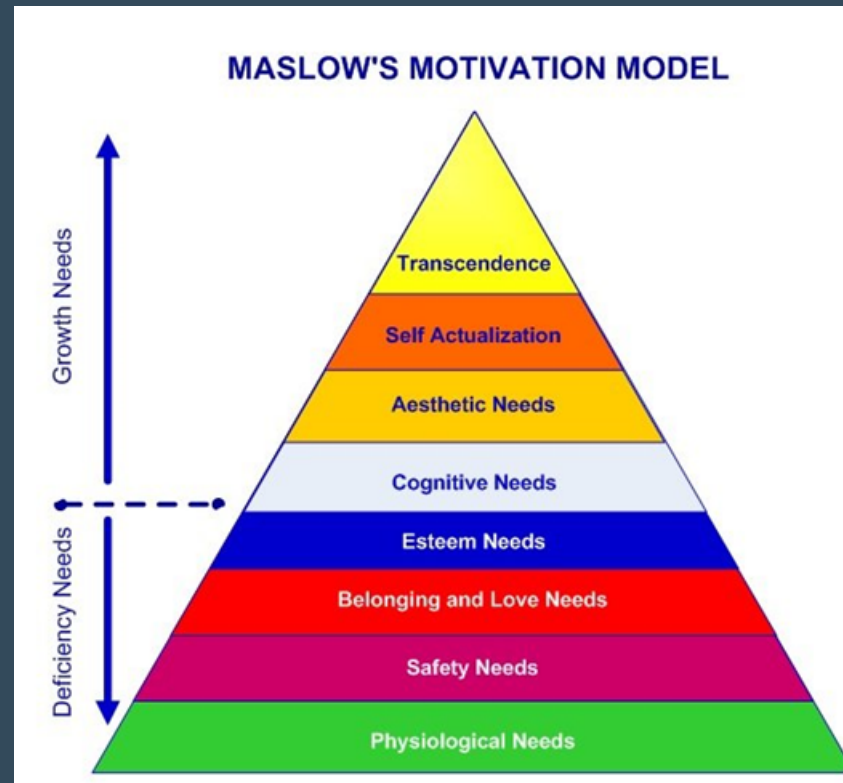 MASLOW'S MOTIVATION MODEL
Growth Needs
Deficiency Needs
Transcendence
Self Actualization
Aesthetic Needs
Cognitive Needs
Esteem Needs
Belonging and Love Needs
Safety Needs
Physiological Needs